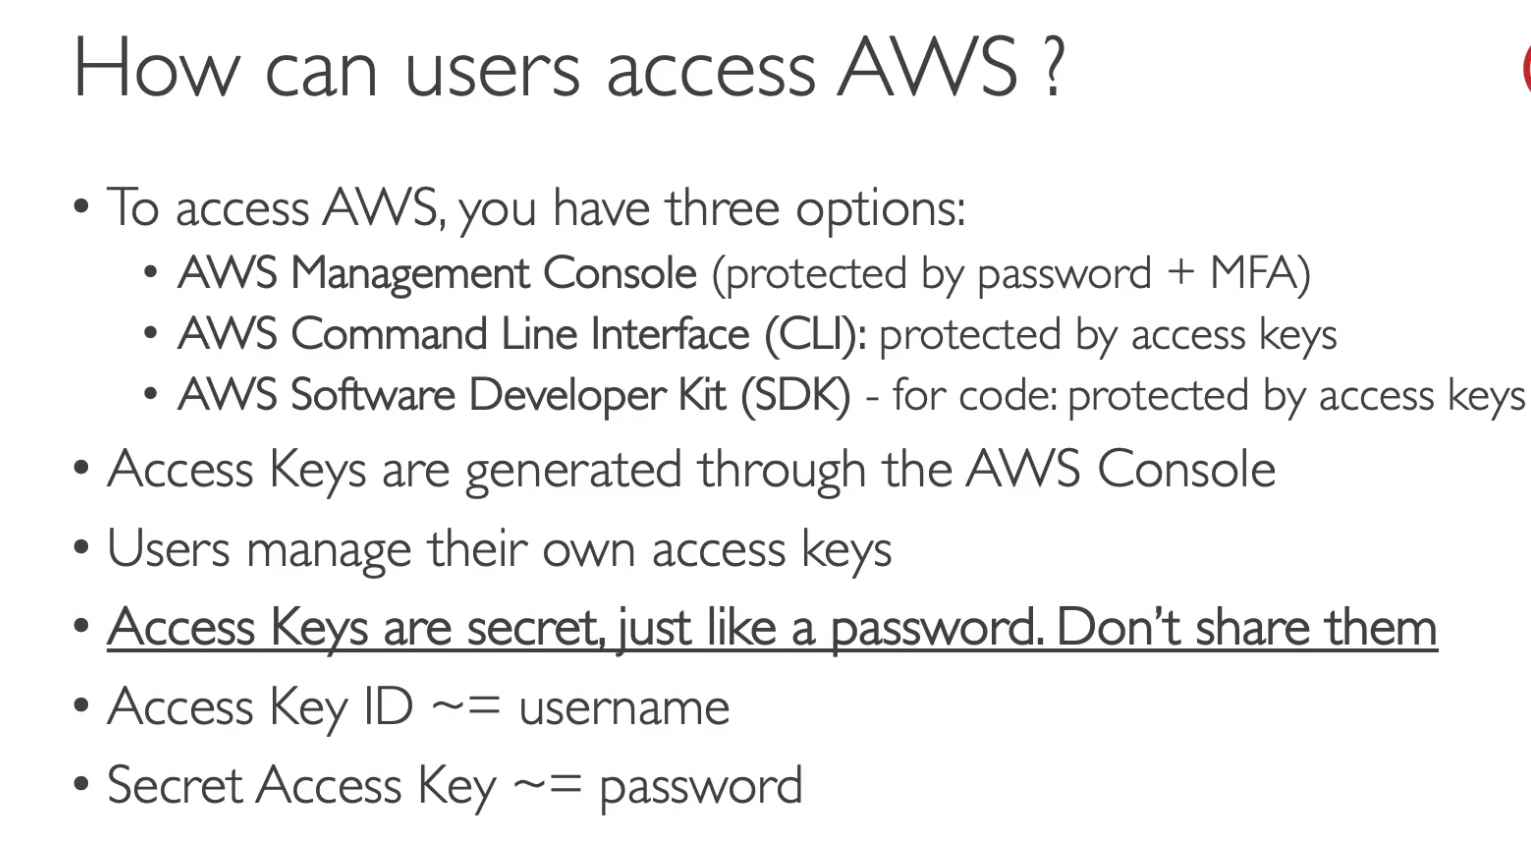 How can users access AWS ?
• To access AWS, you have three options:
• AWS Management Console (protected by password + MFA)
• AWS Command Line Interface (CLI): protected by access keys
• AWS Software Developer Kit (SDK) - for code: protected by access keys
• Access Keys are generated through the AWS Console
• Users manage their own access keys
• Access Keys are secret, just like a password. Don’t share them
• Access Key ID ~= username
• Secret Access Key ~= password